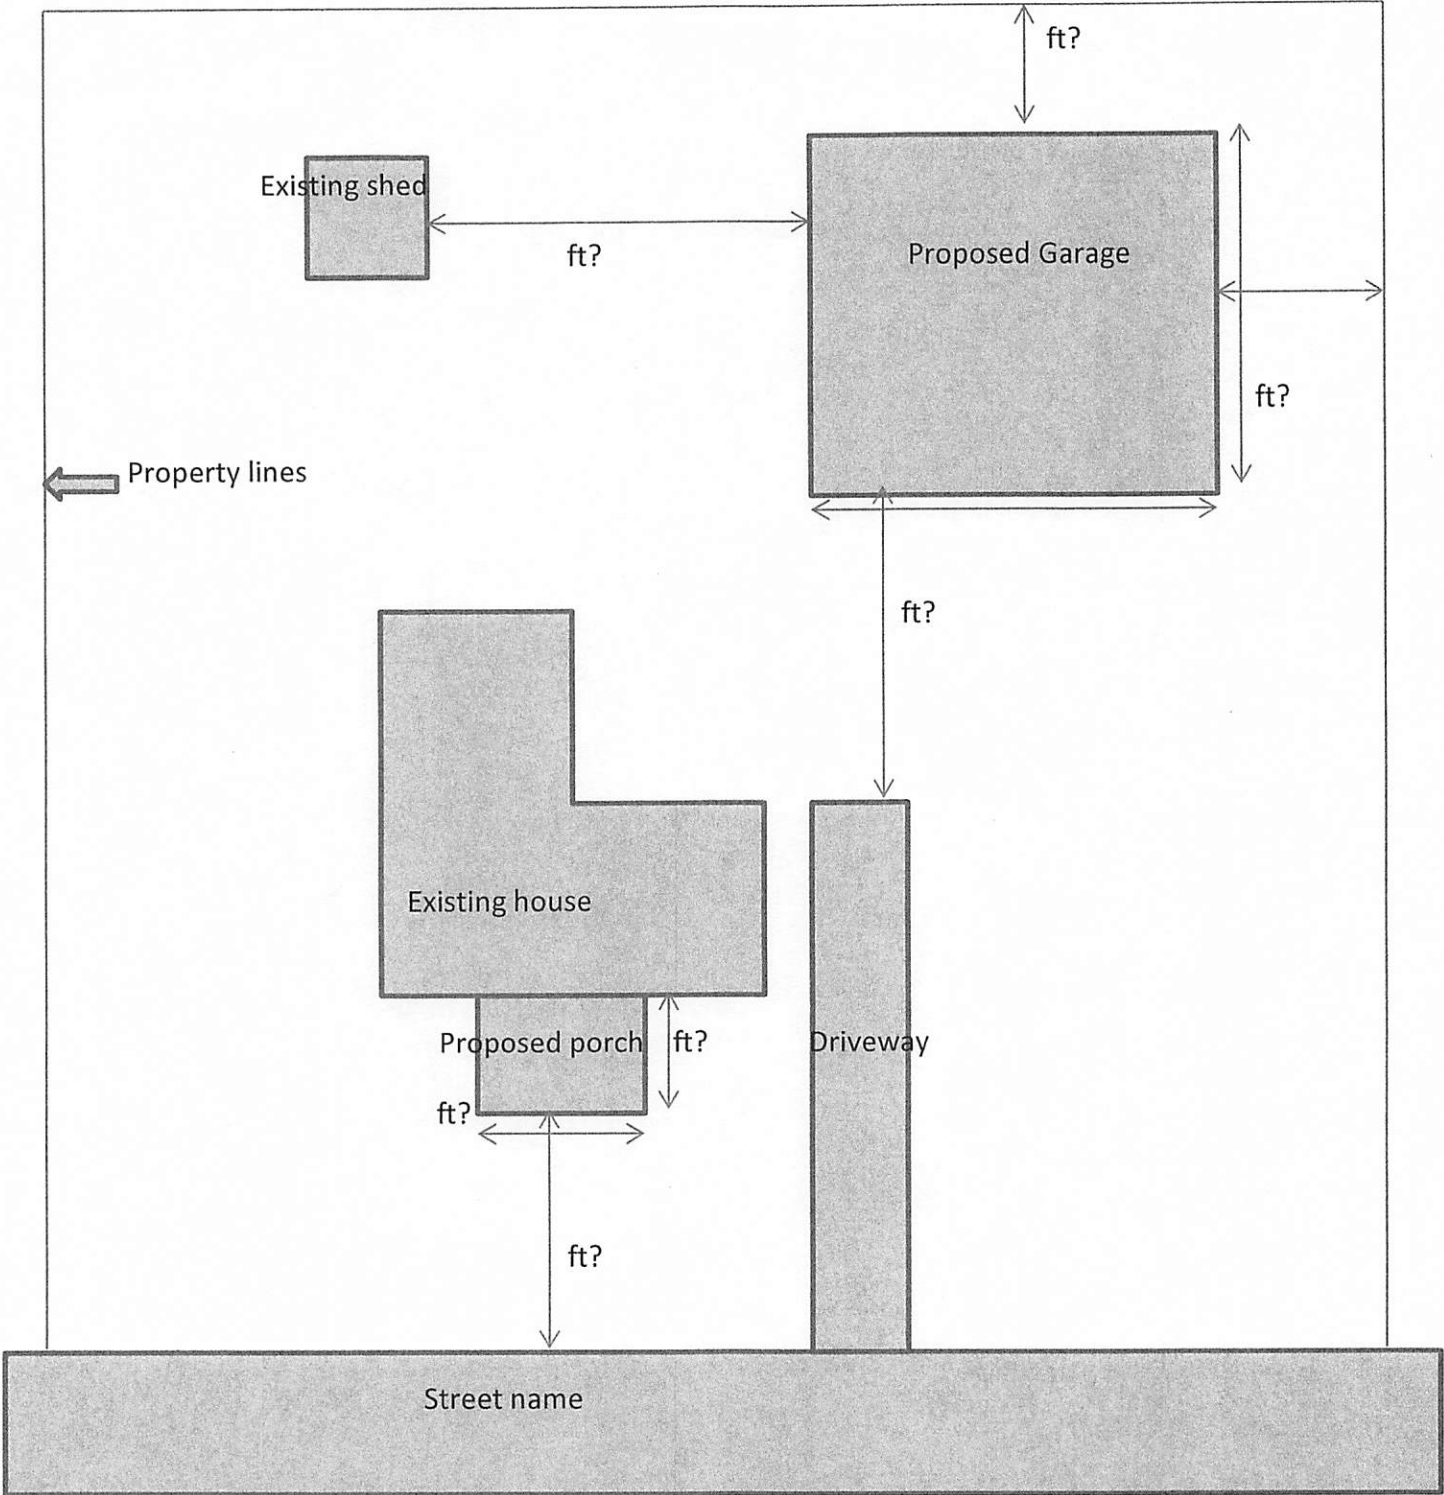 ft?
Existing shed
ft?
Proposed Garage
ft?
Property lines
ft?
Existing house
Proposed porch
ft?
Driveway
ft?
ft?
Street name